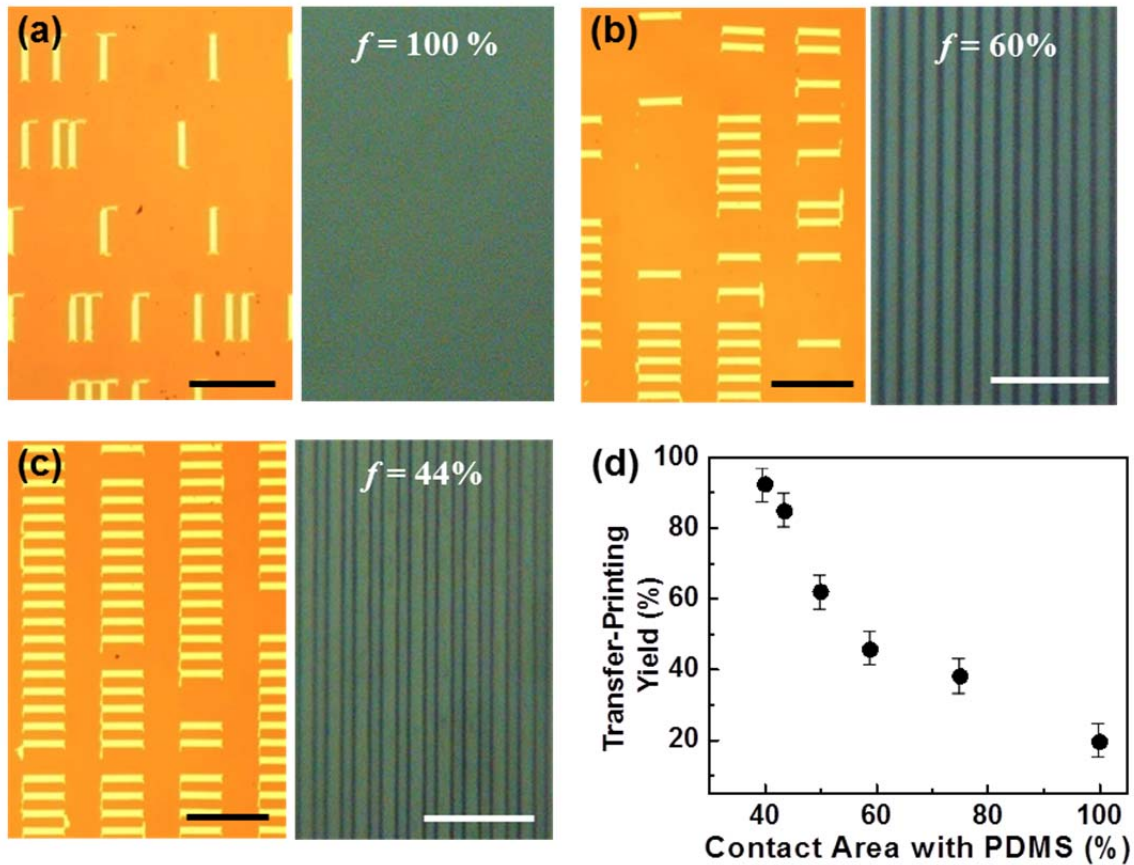 (a)
f = 100 %
(b)
f = 60%
(c)
f = 44%
(d)
Transfer-Printing
Yield (%)
100
80
60
40
20
40
60
80
100
Contact Area with PDMS (%)